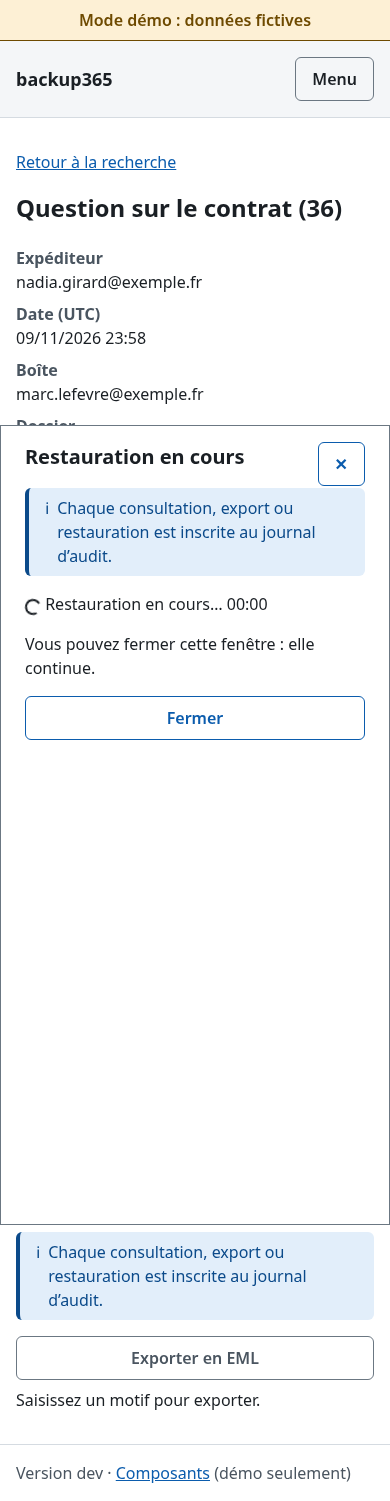 Mode démo : données fictives
backup365
Menu
Retour à la recherche
Question sur le contrat (36)
Expéditeur
nadia.girard@exemple.fr
Date (UTC)
09/11/2026 23:58
Boîte
marc.lefevre@exemple.fr
Dossier
Restauration en cours
×
i Chaque consultation, export ou
restauration est inscrite au journal
d’audit.
Restauration en cours… 00:00
Vous pouvez fermer cette fenêtre : elle
continue.
Fermer
i Chaque consultation, export ou
restauration est inscrite au journal
d’audit.
Exporter en EML
Saisissez un motif pour exporter.
Version dev · Composants (démo seulement)